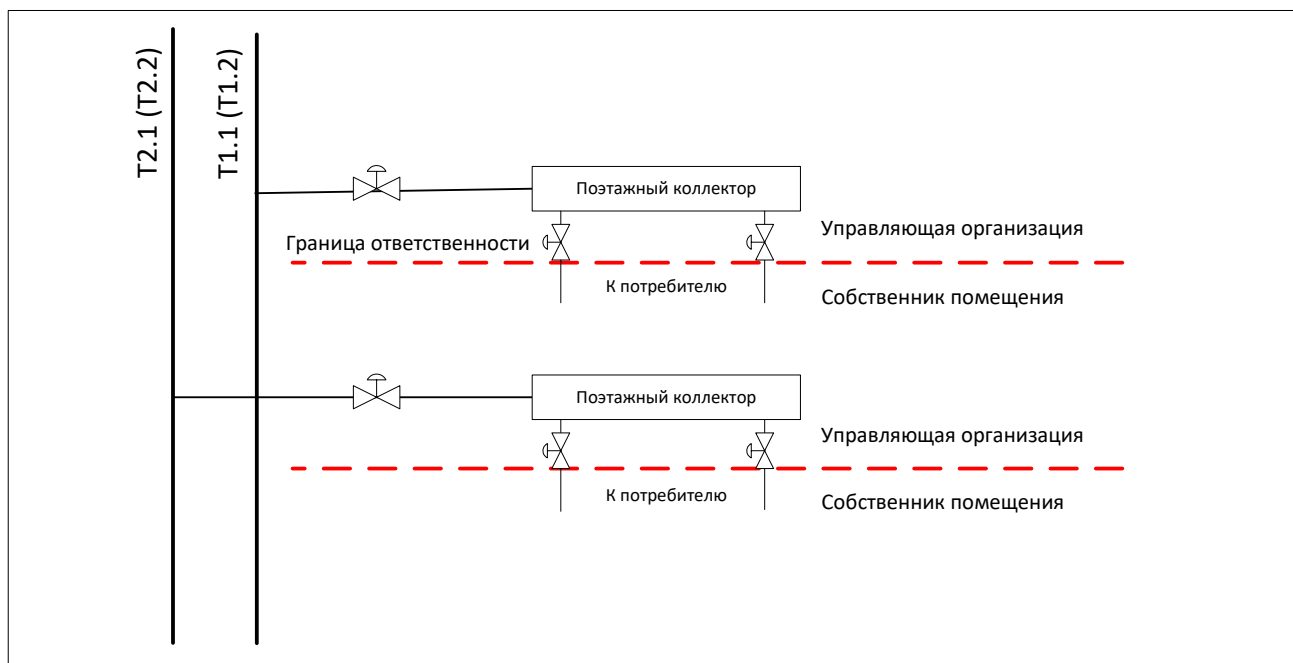 Т2.1 (Т2.2)
Т1.1 (Т1.2)
Поэтажный коллектор
Управляющая организация
Граница ответственности
К потребителю
Собственник помещения
Поэтажный коллектор
Управляющая организация
К потребителю
Собственник помещения